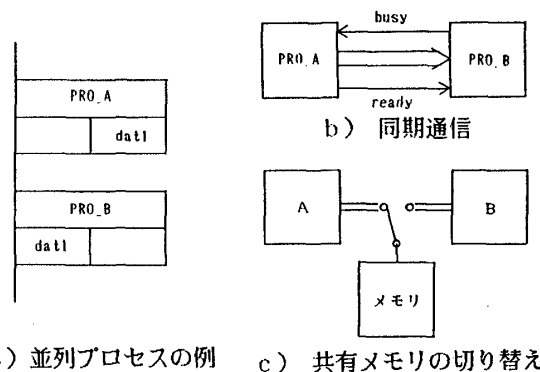 PRO_A
dat1
PRO_B
dat1
）並列プロセスの例
busy
PRO_A
PRO_B
ready
b） 同期通信
A
B
メモリ
c） 共有メモリの切り替え